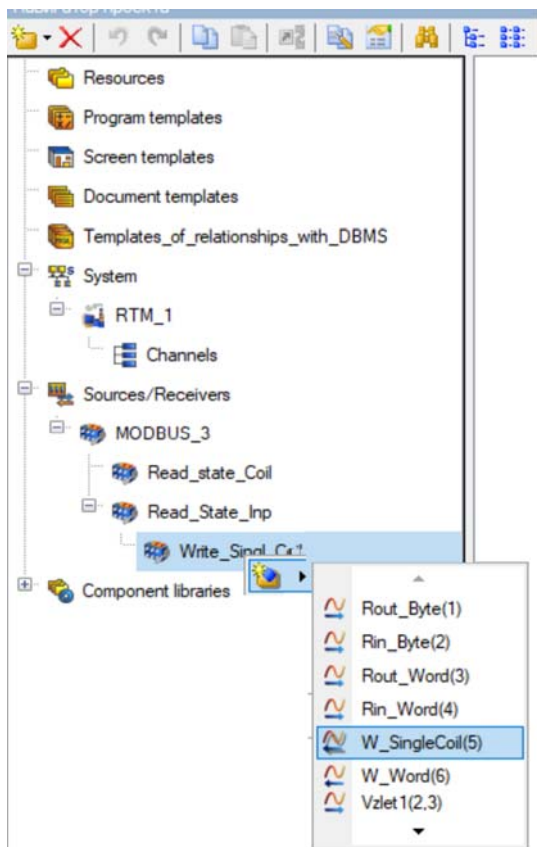 Resources
Program templates
Screen templates
Document templates
Templates_of_relationships_with_DBMS
System
RTM_1
Channels
Sources/Receivers
MODBUS_3
Read_state_Coil
Read_State_Inp
Write_Singl
Component libraries
Rout_Byte(1)
Rin_Byte(2)
Rout_Word(3)
Rin_Word(4)
W_SingleCoil(5)
W_Word(6)
Vzlet1(2,3)